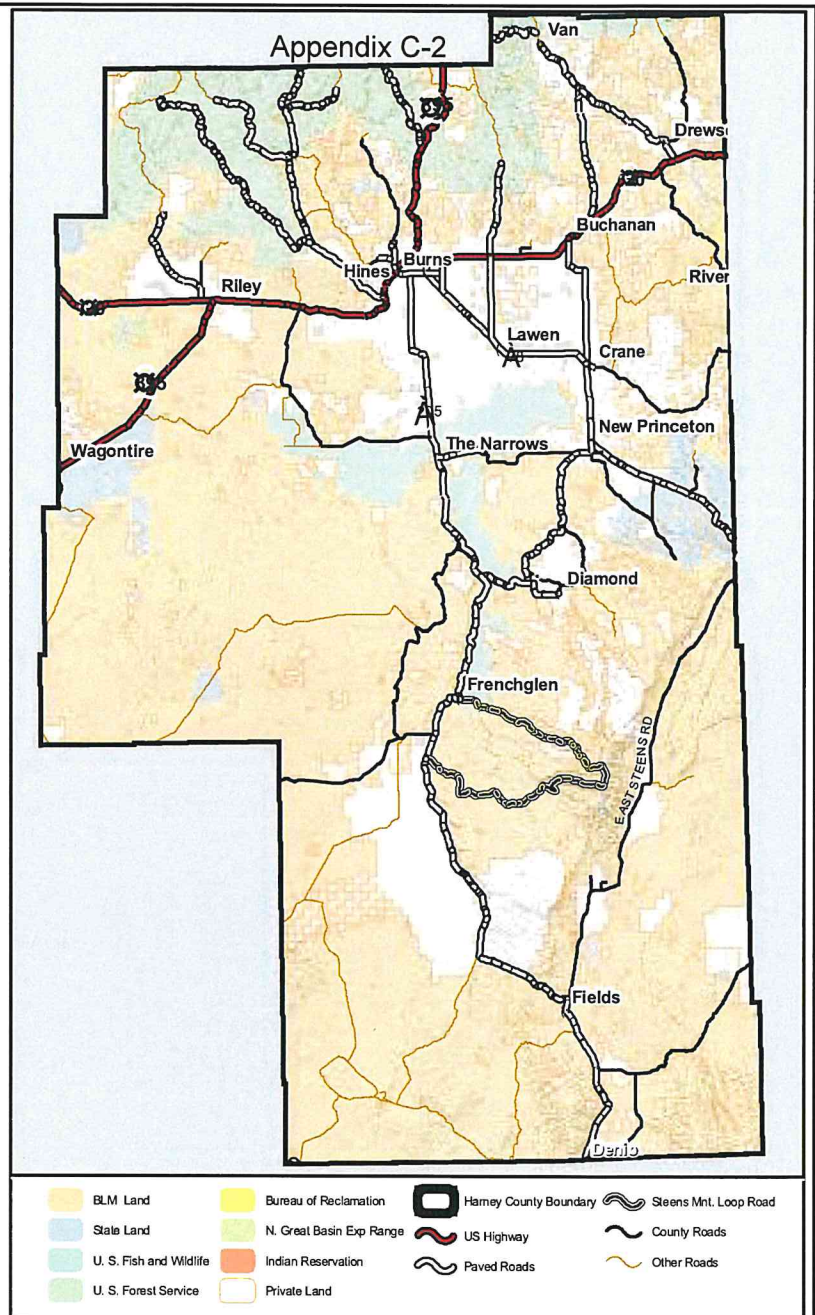 Appendix C-2
Van
Drews
Buchanan
Burns
Hines
River
Riley
Lawen
Crane
5
New Princeton
The Narrows
Wagontire
Diamond
Frenchglen
EAST STEENS RD
Fields
Denio
BLM Land
State Land
U. S. Fish and Wildlife
U. S. Forest Service
Bureau of Reclamation
N. Great Basin Exp Range
Indian Reservation
Private Land
Harney County Boundary
US Highway
Paved Roads
Steens Mnt. Loop Road
County Roads
Other Roads